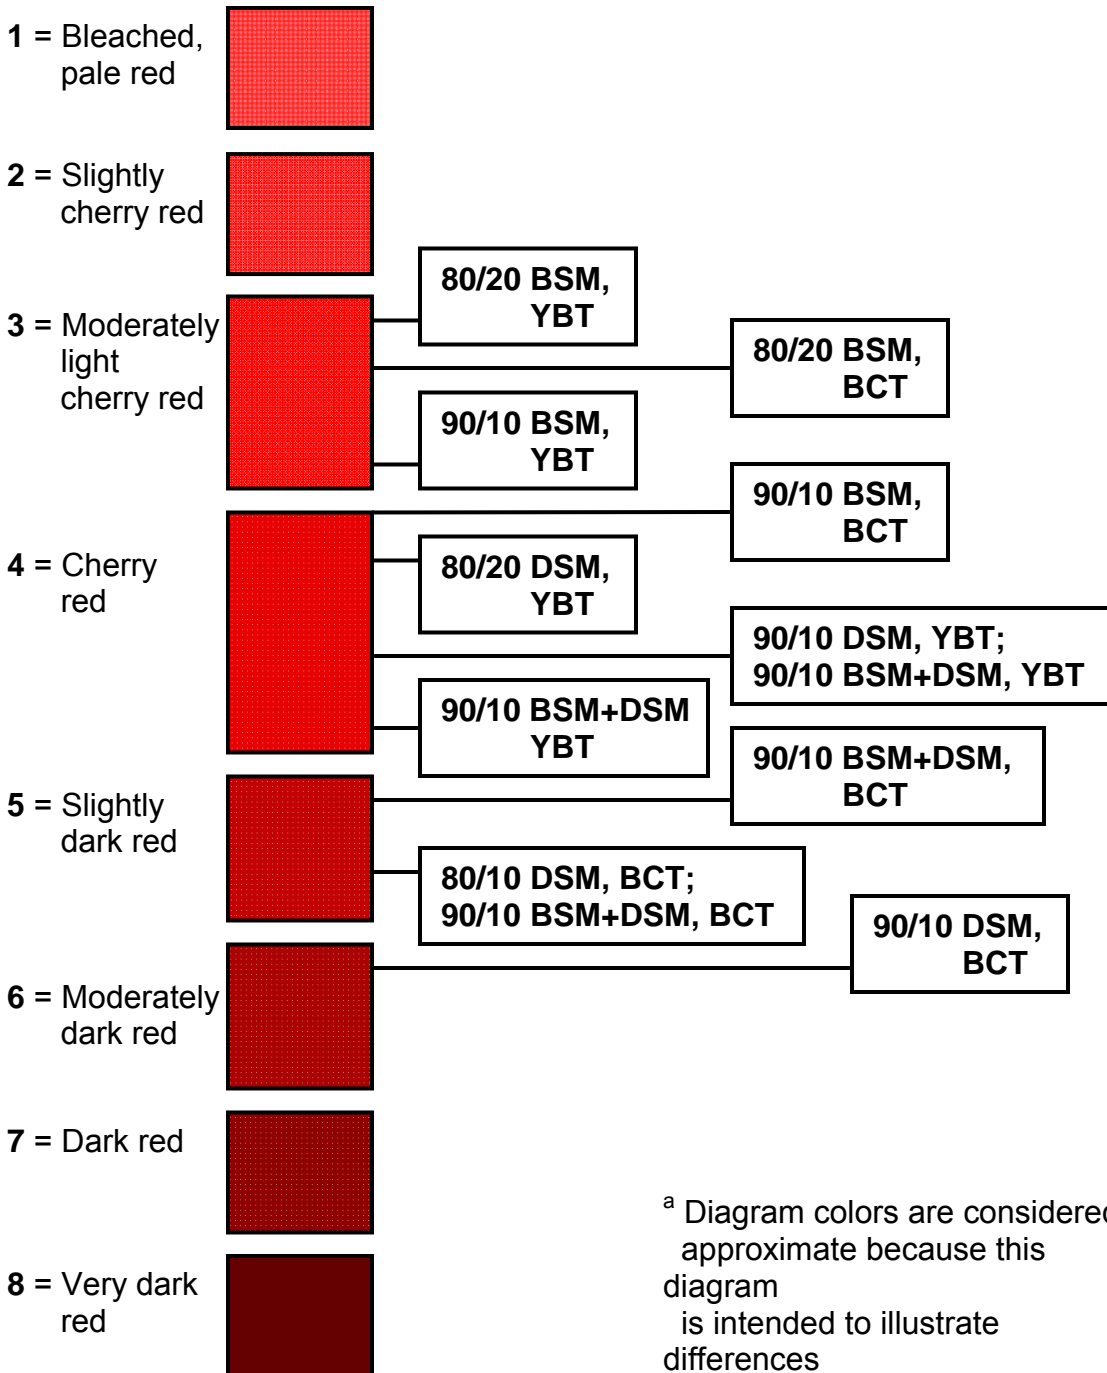 1 = Bleached,
pale red
2 = Slightly
cherry red
3 = Moderately
light
cherry red
80/20 BSM,
YBT
80/20 BSM,
BCT
90/10 BSM,
YBT
90/10 BSM,
BCT
4 = Cherry
red
80/20 DSM,
YBT
90/10 DSM, YBT;
90/10 BSM+DSM, YBT
90/10 BSM+DSM
YBT
90/10 BSM+DSM,
BCT
5 = Slightly
dark red
80/10 DSM, BCT;
90/10 BSM+DSM, BCT
90/10 DSM,
BCT
6 = Moderately
dark red
7 = Dark red
8 = Very dark
red
a Diagram colors are considered
approximate because this
diagram
is intended to illustrate
differences